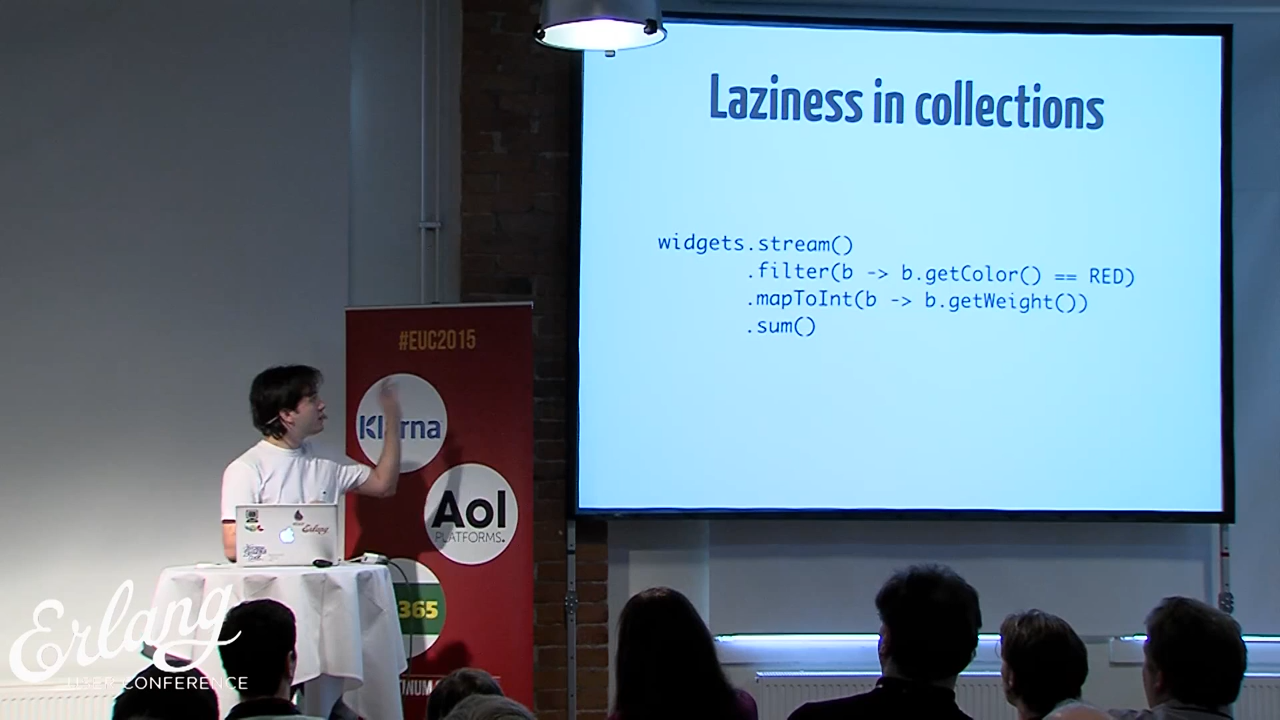 Laziness in collections
widgets.stream()
.filter(b -> b.getColor() == RED)
.mapToInt(b -> b.getWeight())
.sum()
#EUC2015
Klarna
Aol
PLATFORMS.
365
Erlang
USER CONFERENCE